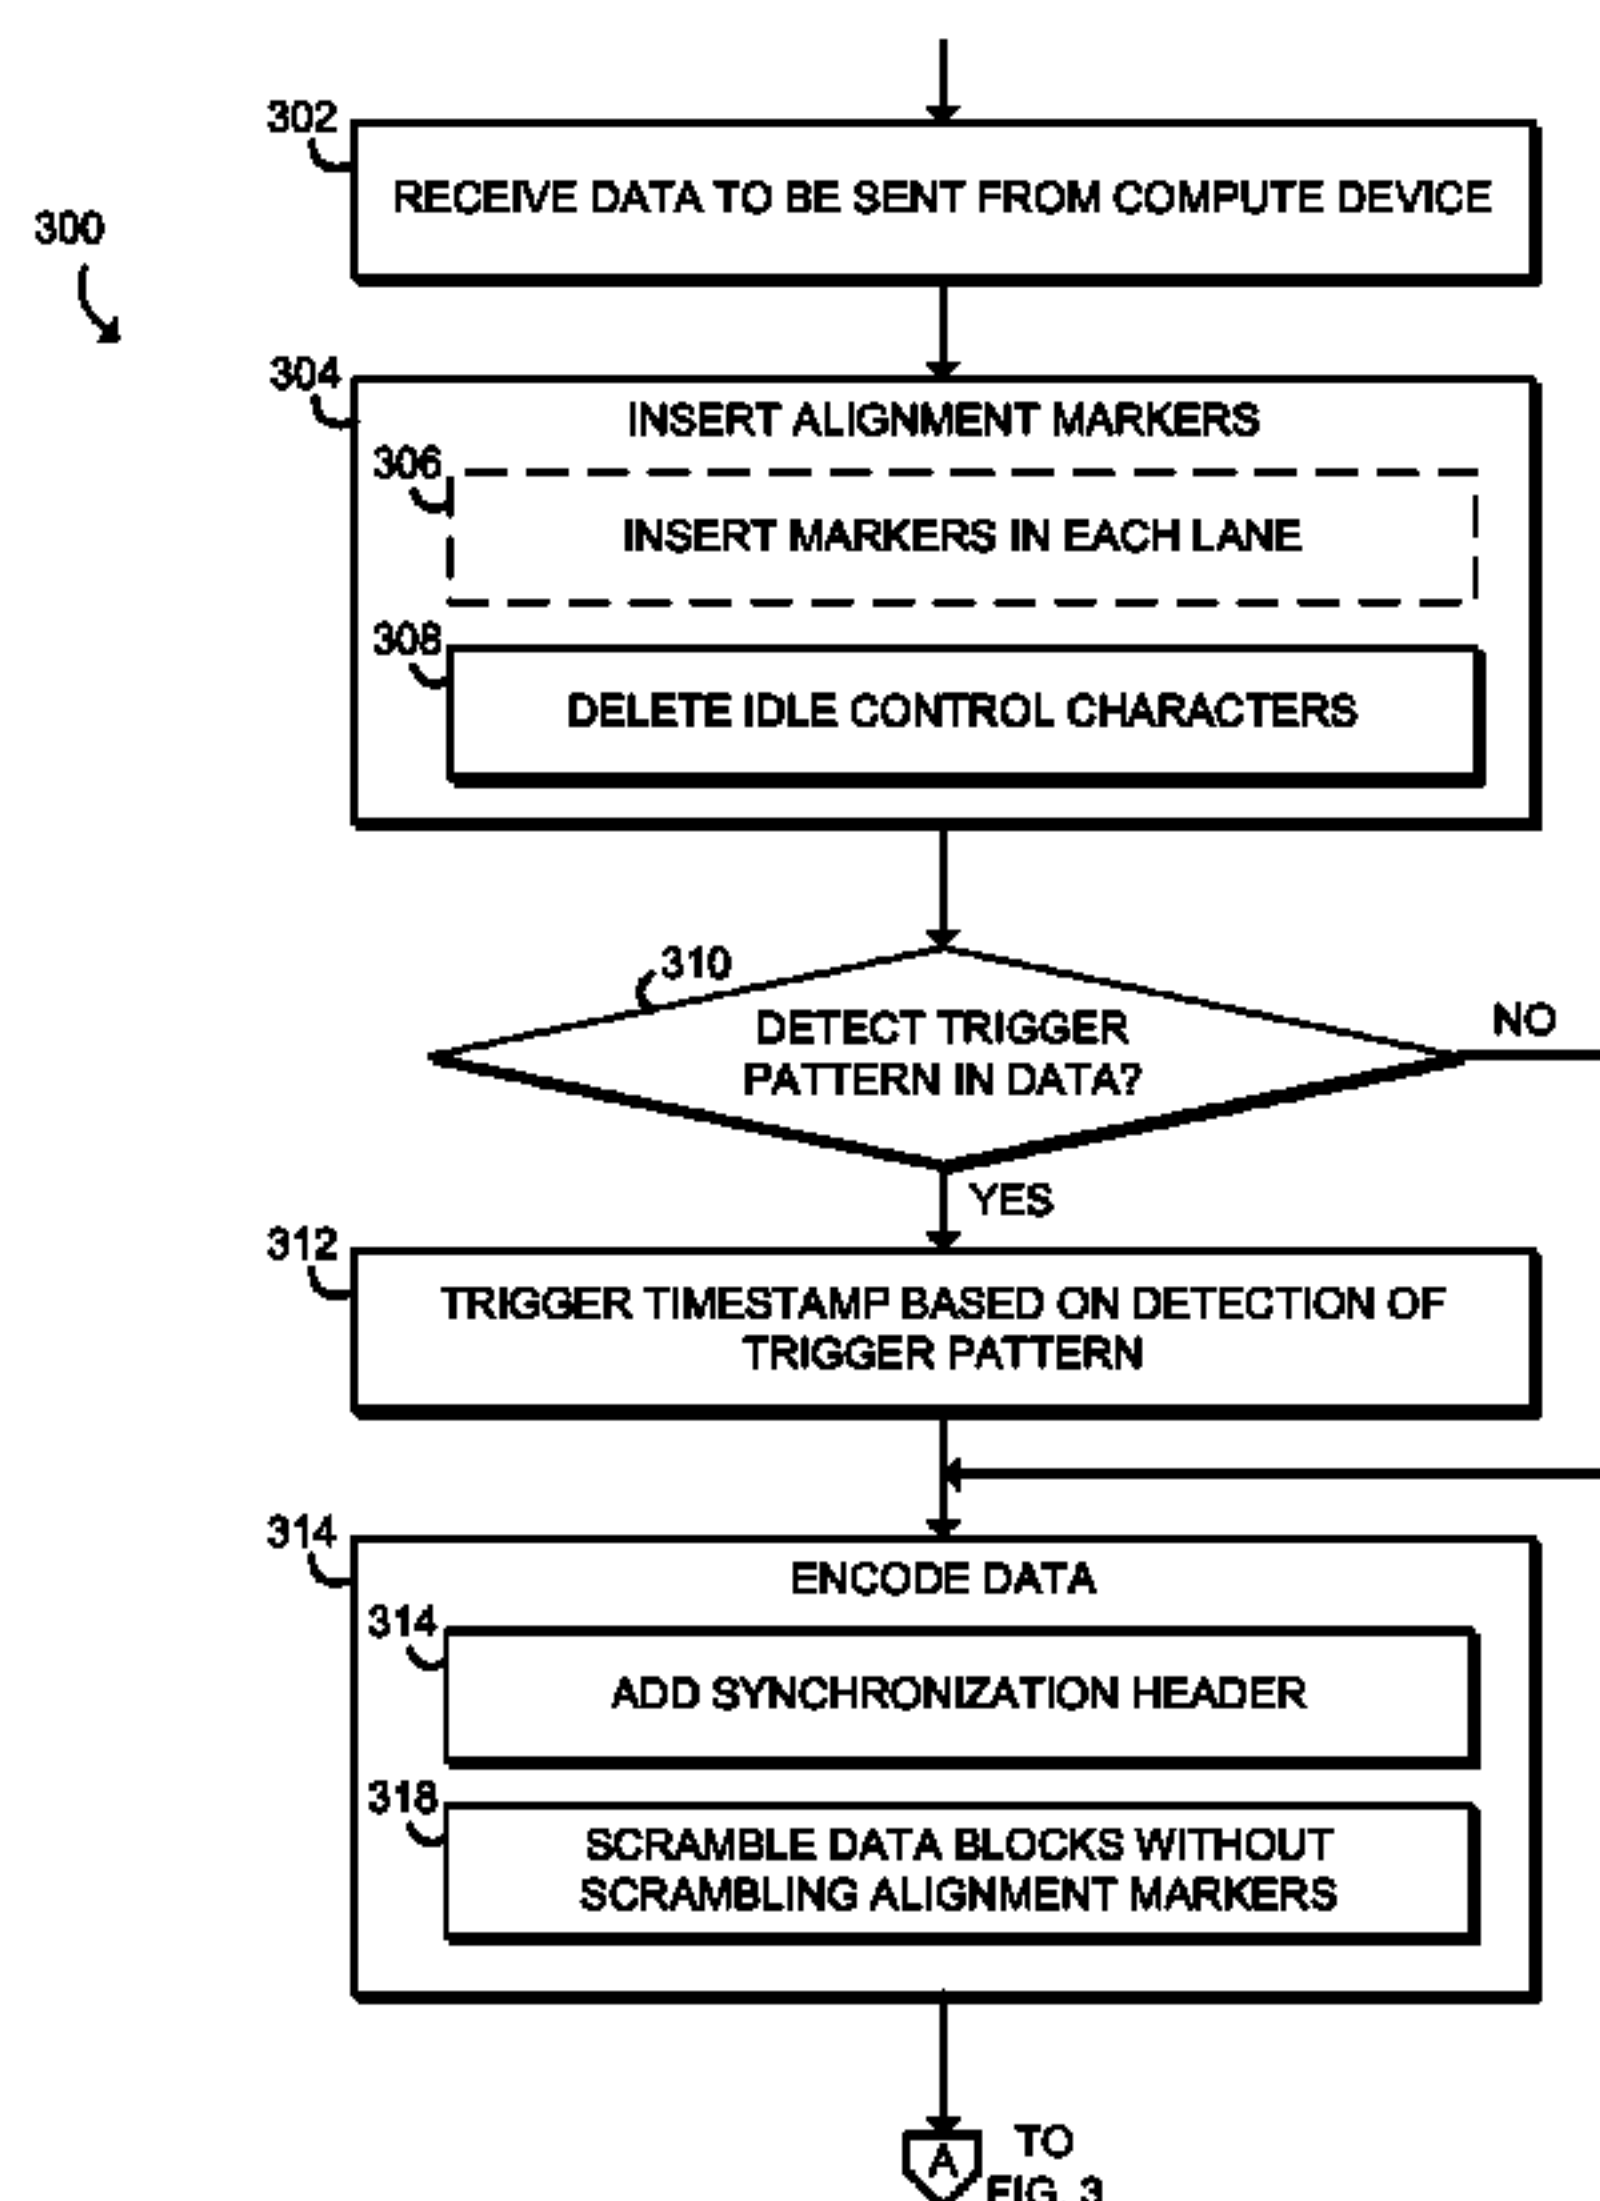 302
RECEIVE DATA TO BE SENT FROM COMPUTE DEVICE
300
304
INSERT ALIGNMENT MARKERS
306
INSERT MARKERS IN EACH LANE
308
DELETE IDLE CONTROL CHARACTERS
310
DETECT TRIGGER
PATTERN IN DATA?
NO
YES
312
TRIGGER TIMESTAMP BASED ON DETECTION OF
TRIGGER PATTERN
314
ENCODE DATA
314
ADD SYNCHRONIZATION HEADER
318
SCRAMBLE DATA BLOCKS WITHOUT
SCRAMBLING ALIGNMENT MARKERS
A
TO
FIG. 3